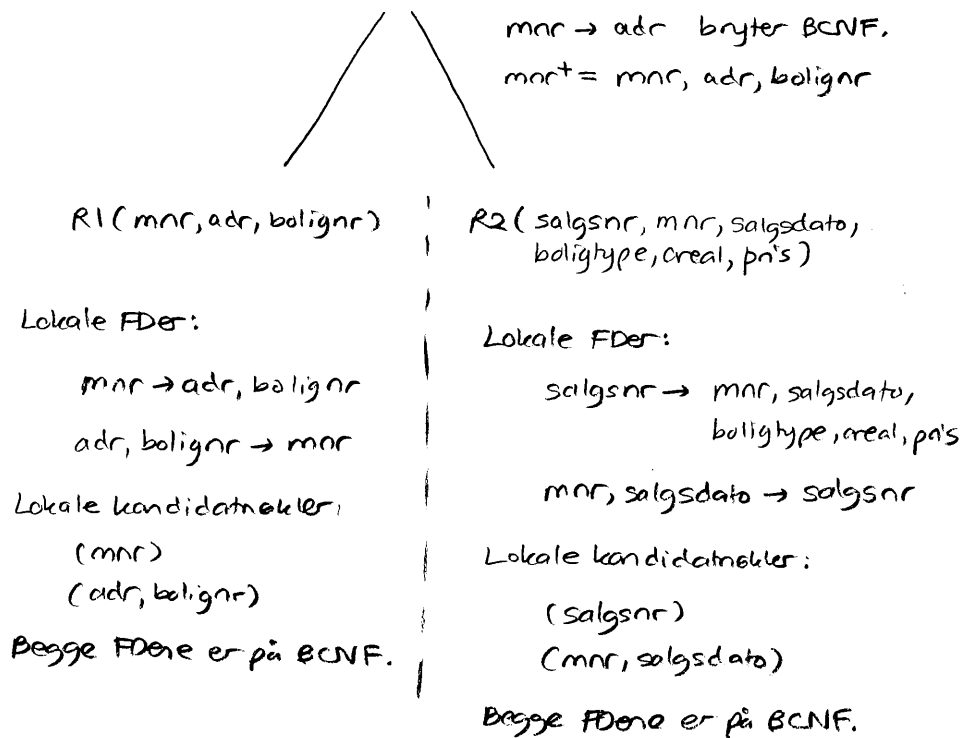 mnr → adr bryter BCNF.
mnr+ = mnr, adr, bolignr
R1(mnr, adr, bolignr)
Lokale FDer:
mnr → adr, bolignr
adr, bolignr → mnr
Lokale kandidatnøkler:
(mnr)
(adr, bolignr)
Begge FDene er på BCNF.
R2(salgsnr, mnr, salgsdato,
boligtype, areal, pris)
Lokale FDer:
salgsnr → mnr, salgsdato,
boligtype, areal, pris
mnr, salgsdato → salgsnr
Lokale kandidatnøkler:
(salgsnr)
(mnr, salgsdato)
Begge FDene er på BCNF.